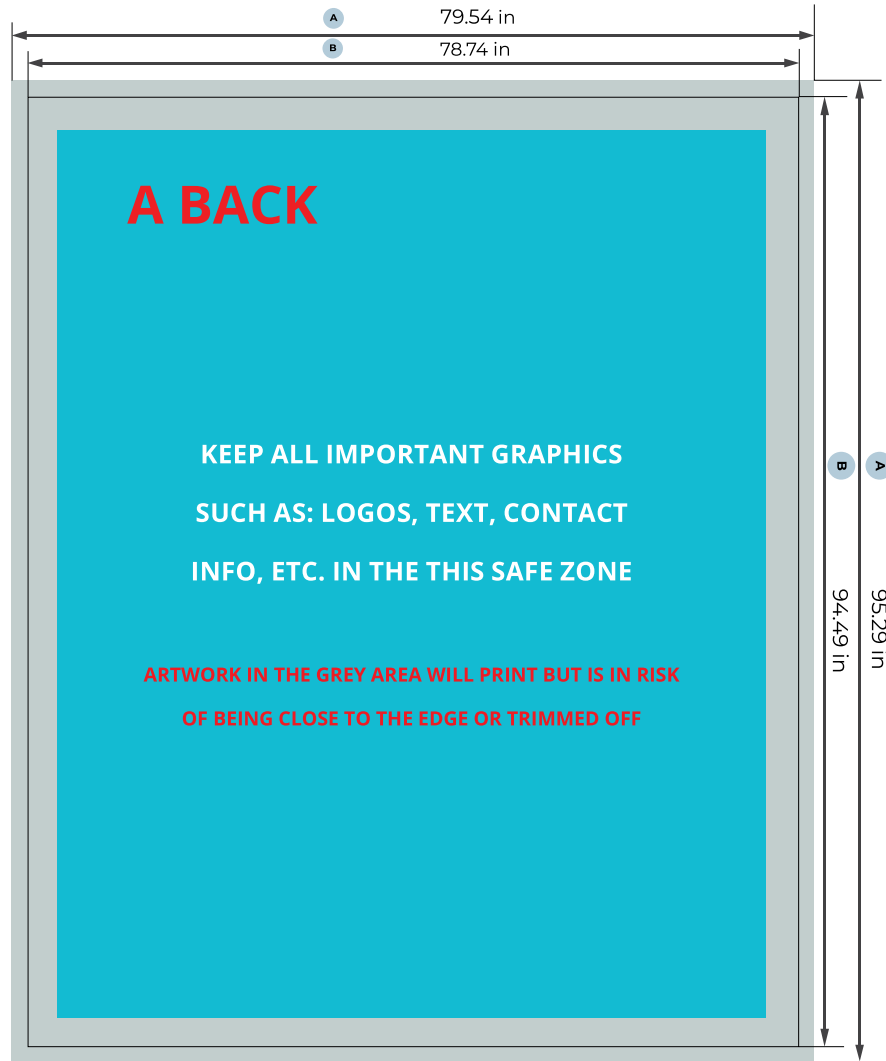 A 79.54 in
B 78.74 in
A BACK
KEEP ALL IMPORTANT GRAPHICS
SUCH AS: LOGOS, TEXT, CONTACT
INFO, ETC. IN THE THIS SAFE ZONE
ARTWORK IN THE GREY AREA WILL PRINT BUT IS IN RISK
OF BEING CLOSE TO THE EDGE OR TRIMMED OFF
B 94.49 in
A 95.29 in